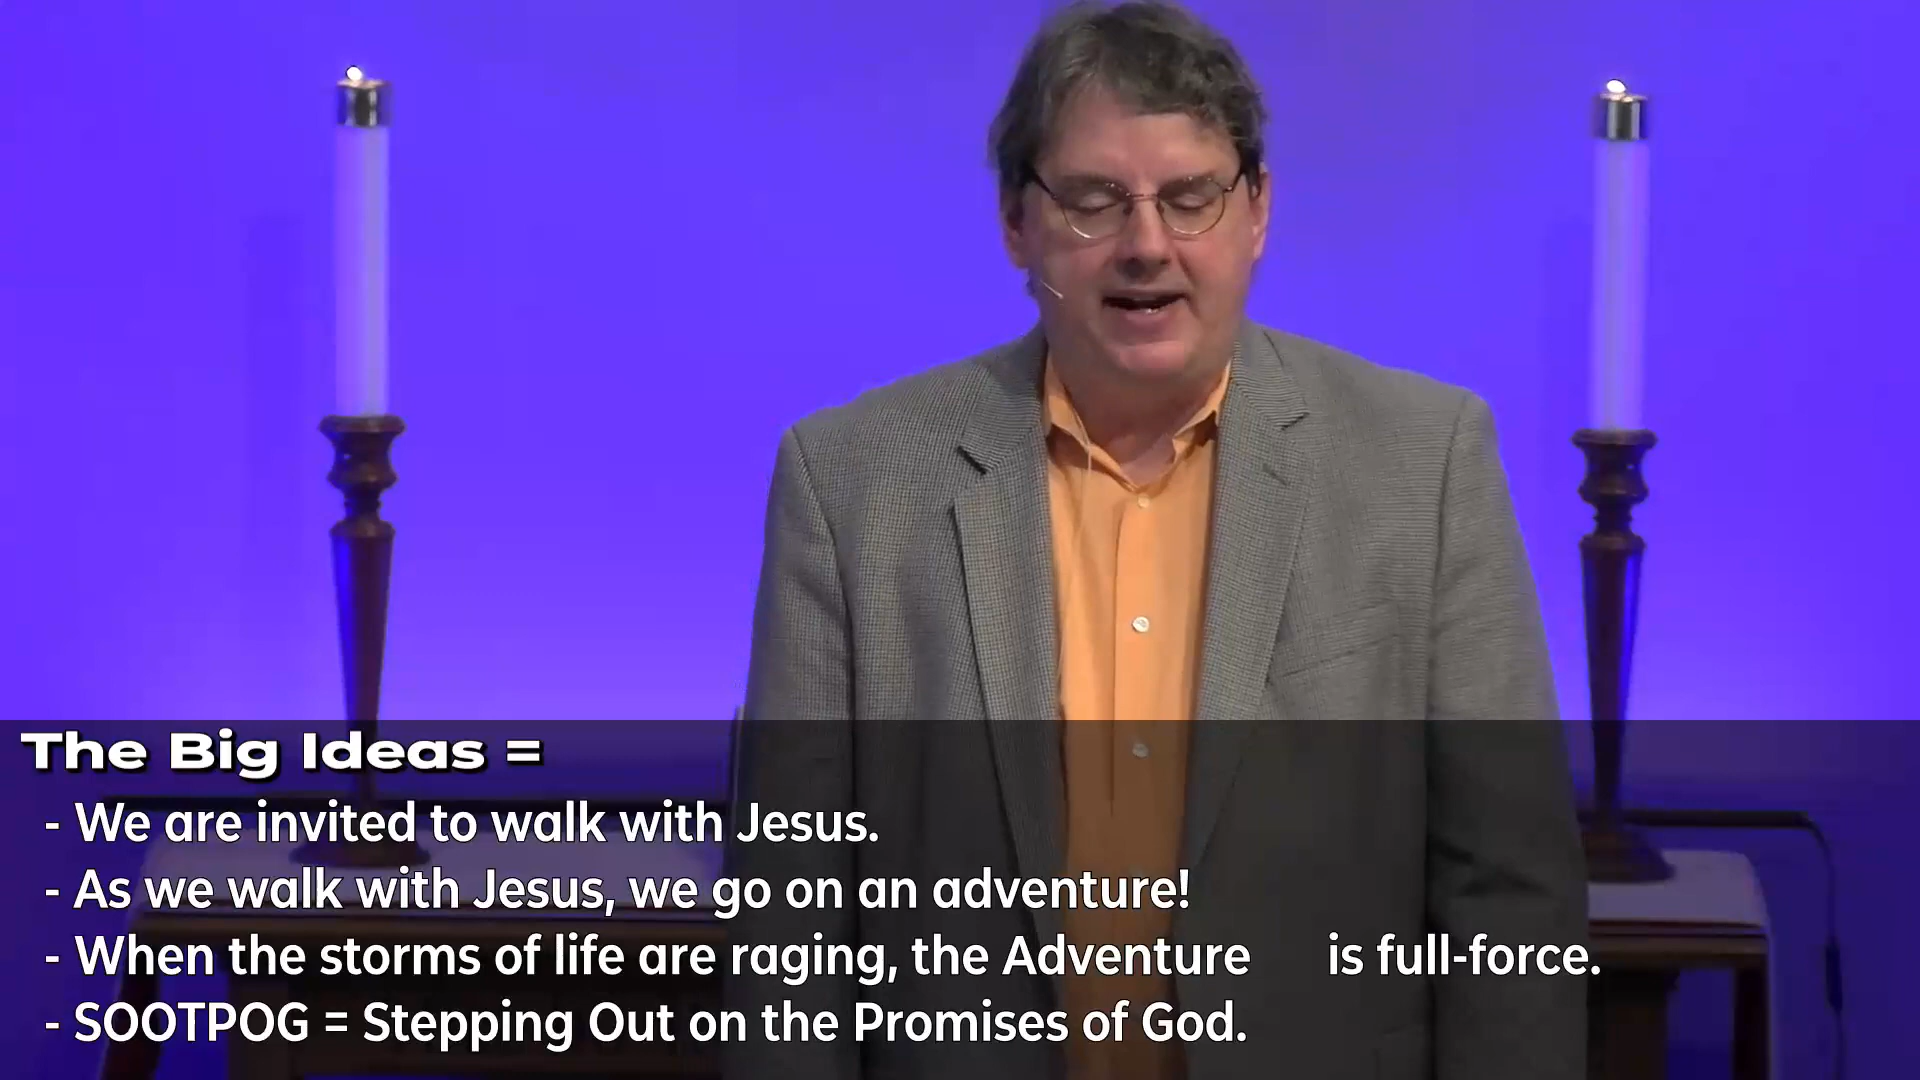 The Big Ideas =
- We are invited to walk with Jesus.
- As we walk with Jesus, we go on an adventure!
- When the storms of life are raging, the Adventure is full-force.
- SOOTPOG = Stepping Out on the Promises of God.